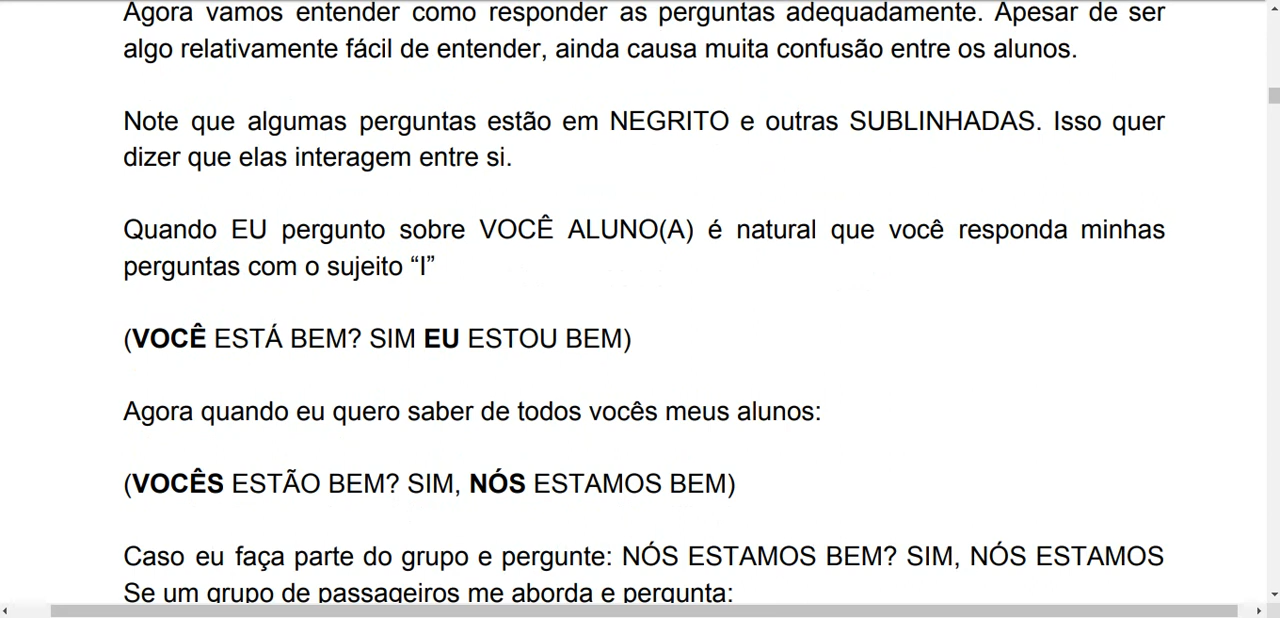 Agora vamos entender como responder as perguntas adequadamente. Apesar de ser
algo relativamente fácil de entender, ainda causa muita confusão entre os alunos.
Note que algumas perguntas estão em NEGRITO e outras SUBLINHADAS. Isso quer
dizer que elas interagem entre si.
Quando EU pergunto sobre VOCÊ ALUNO(A) é natural que você responda minhas
perguntas com o sujeito “I”
(VOCÊ ESTÁ BEM? SIM EU ESTOU BEM)
Agora quando eu quero saber de todos vocês meus alunos:
(VOCÊS ESTÃO BEM? SIM, NÓS ESTAMOS BEM)
Caso eu faça parte do grupo e pergunte: NÓS ESTAMOS BEM? SIM, NÓS ESTAMOS
Se um grupo de passageiros me aborda e pergunta: